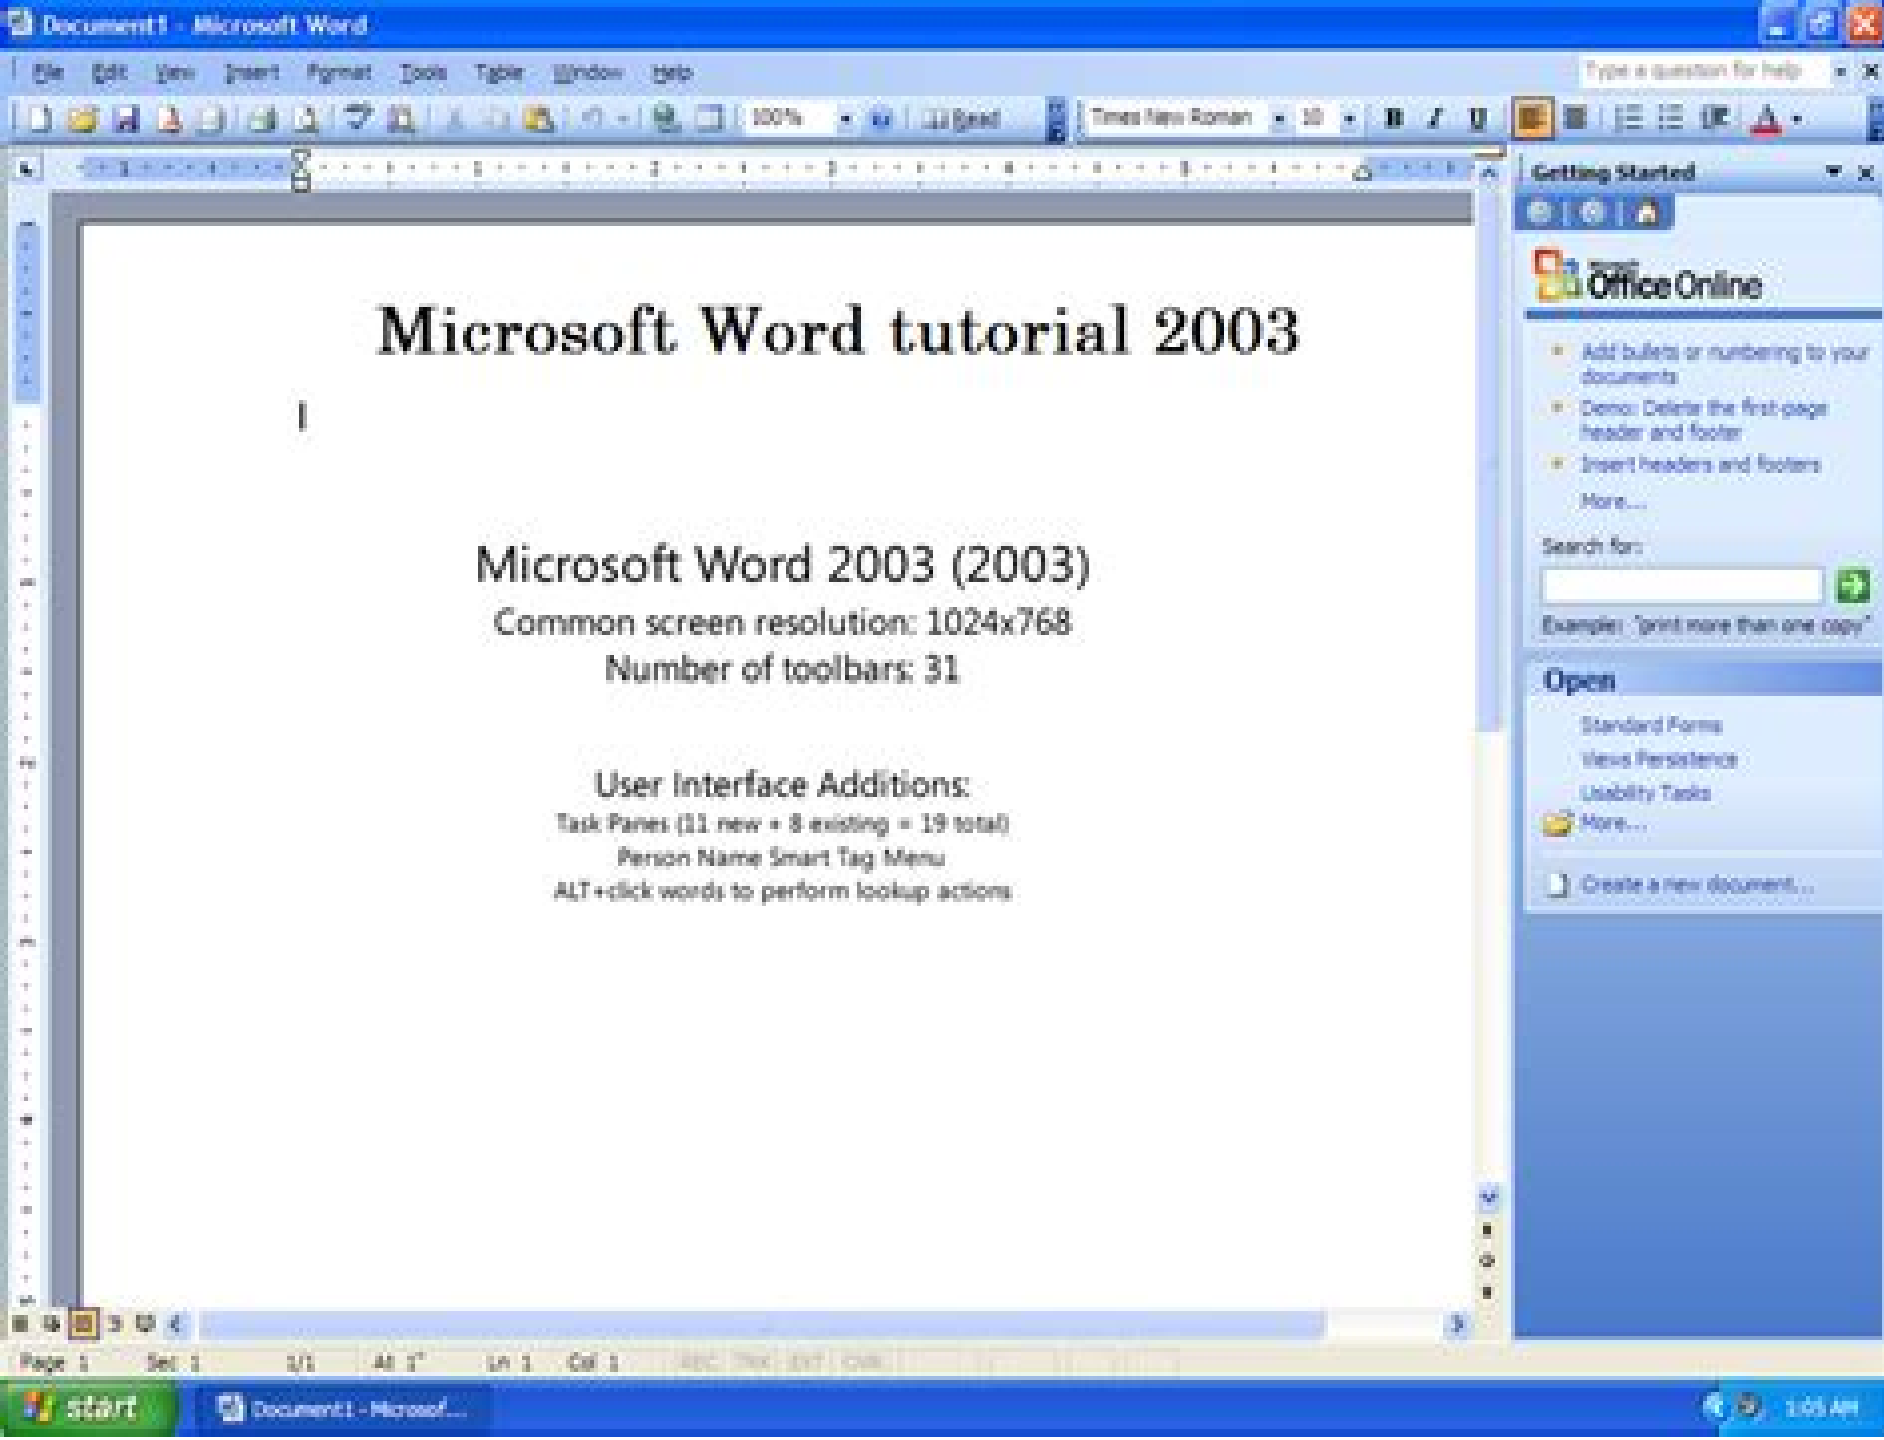 Document1 - Microsoft Word
File Edit View Insert Format Tools Table Window Help
Type a question for help
100%
Read
Times New Roman
10
B I U
Getting Started
Microsoft
Office Online
Microsoft Word tutorial 2003
Add bullets or numbering to your
documents
Demo: Delete the first-page
header and footer
Insert headers and footers
More...
Microsoft Word 2003 (2003)
Common screen resolution: 1024x768
Number of toolbars: 31
Search for:
Example: "print more than one copy"
User Interface Additions:
Task Panes (11 new + 8 existing = 19 total)
Person Name Smart Tag Menu
ALT+click words to perform lookup actions
Open
Standard Forms
Views Persistence
Usability Tasks
More...
Create a new document...
Page 1 Sec 1 1/1 At 1" Ln 1 Col 1 REC TRK EXT OVR
start
Document1 - Microsof...
1:05 AM